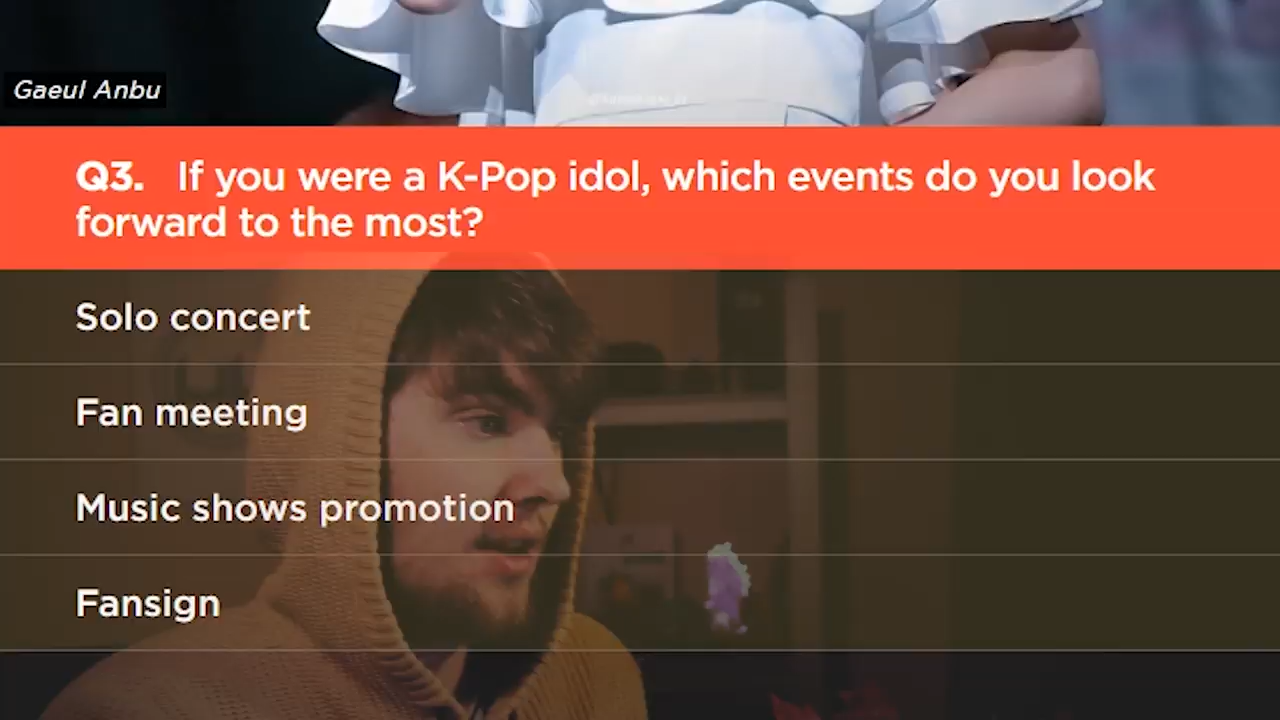 Gaeul Anbu
Q3. If you were a K-Pop idol, which events do you look
forward to the most?
Solo concert
Fan meeting
Music shows promotion
Fansign